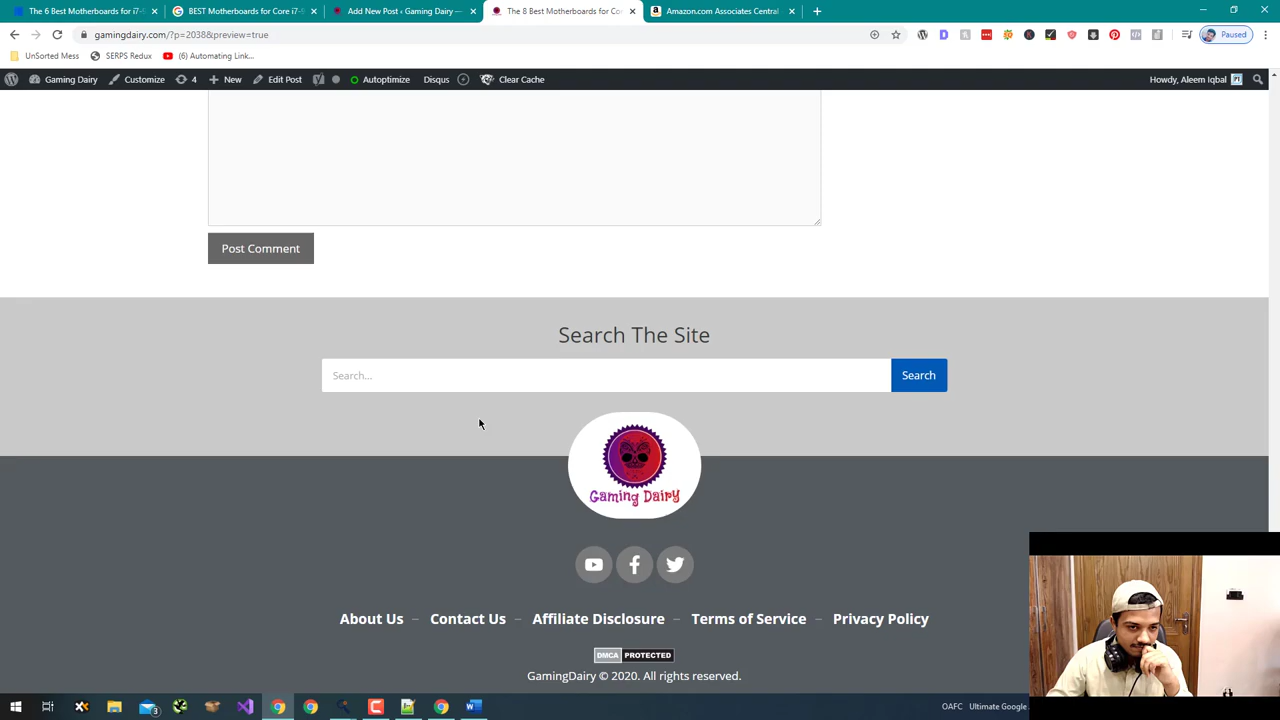 The 6 Best Motherboards for i7-9
BEST Motherboards for Core i7-9
Add New Post ‹ Gaming Dairy —
The 8 Best Motherboards for Co
Amazon.com Associates Central
gamingdairy.com/?p=2038&preview=true
Paused
UnSorted Mess
SERPS Redux
(6) Automating Link...
Gaming Dairy
Customize
4
New
Edit Post
Autoptimize
Disqus
Clear Cache
Howdy, Aleem Iqbal
Post Comment
Search The Site
Search...
Search
Gaming Dairy
About Us – Contact Us – Affiliate Disclosure – Terms of Service – Privacy Policy
DMCA PROTECTED
GamingDairy © 2020. All rights reserved.
OAFC
Ultimate Google